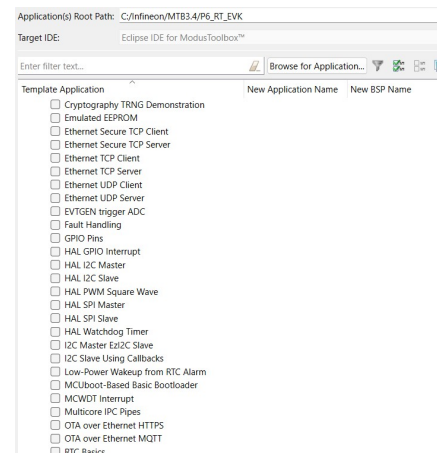 Application(s) Root Path: C:/Infineon/MTB3.4/P6_RT_EVK
Target IDE: Eclipse IDE for ModusToolbox™
Enter filter text... Browse for Application...
Template Application New Application Name New BSP Name
Cryptography TRNG Demonstration
Emulated EEPROM
Ethernet Secure TCP Client
Ethernet Secure TCP Server
Ethernet TCP Client
Ethernet TCP Server
Ethernet UDP Client
Ethernet UDP Server
EVTGEN trigger ADC
Fault Handling
GPIO Pins
HAL GPIO Interrupt
HAL I2C Master
HAL I2C Slave
HAL PWM Square Wave
HAL SPI Master
HAL SPI Slave
HAL Watchdog Timer
I2C Master EzI2C Slave
I2C Slave Using Callbacks
Low-Power Wakeup from RTC Alarm
MCUboot-Based Basic Bootloader
MCWDT Interrupt
Multicore IPC Pipes
OTA over Ethernet HTTPS
OTA over Ethernet MQTT
RTC Basics